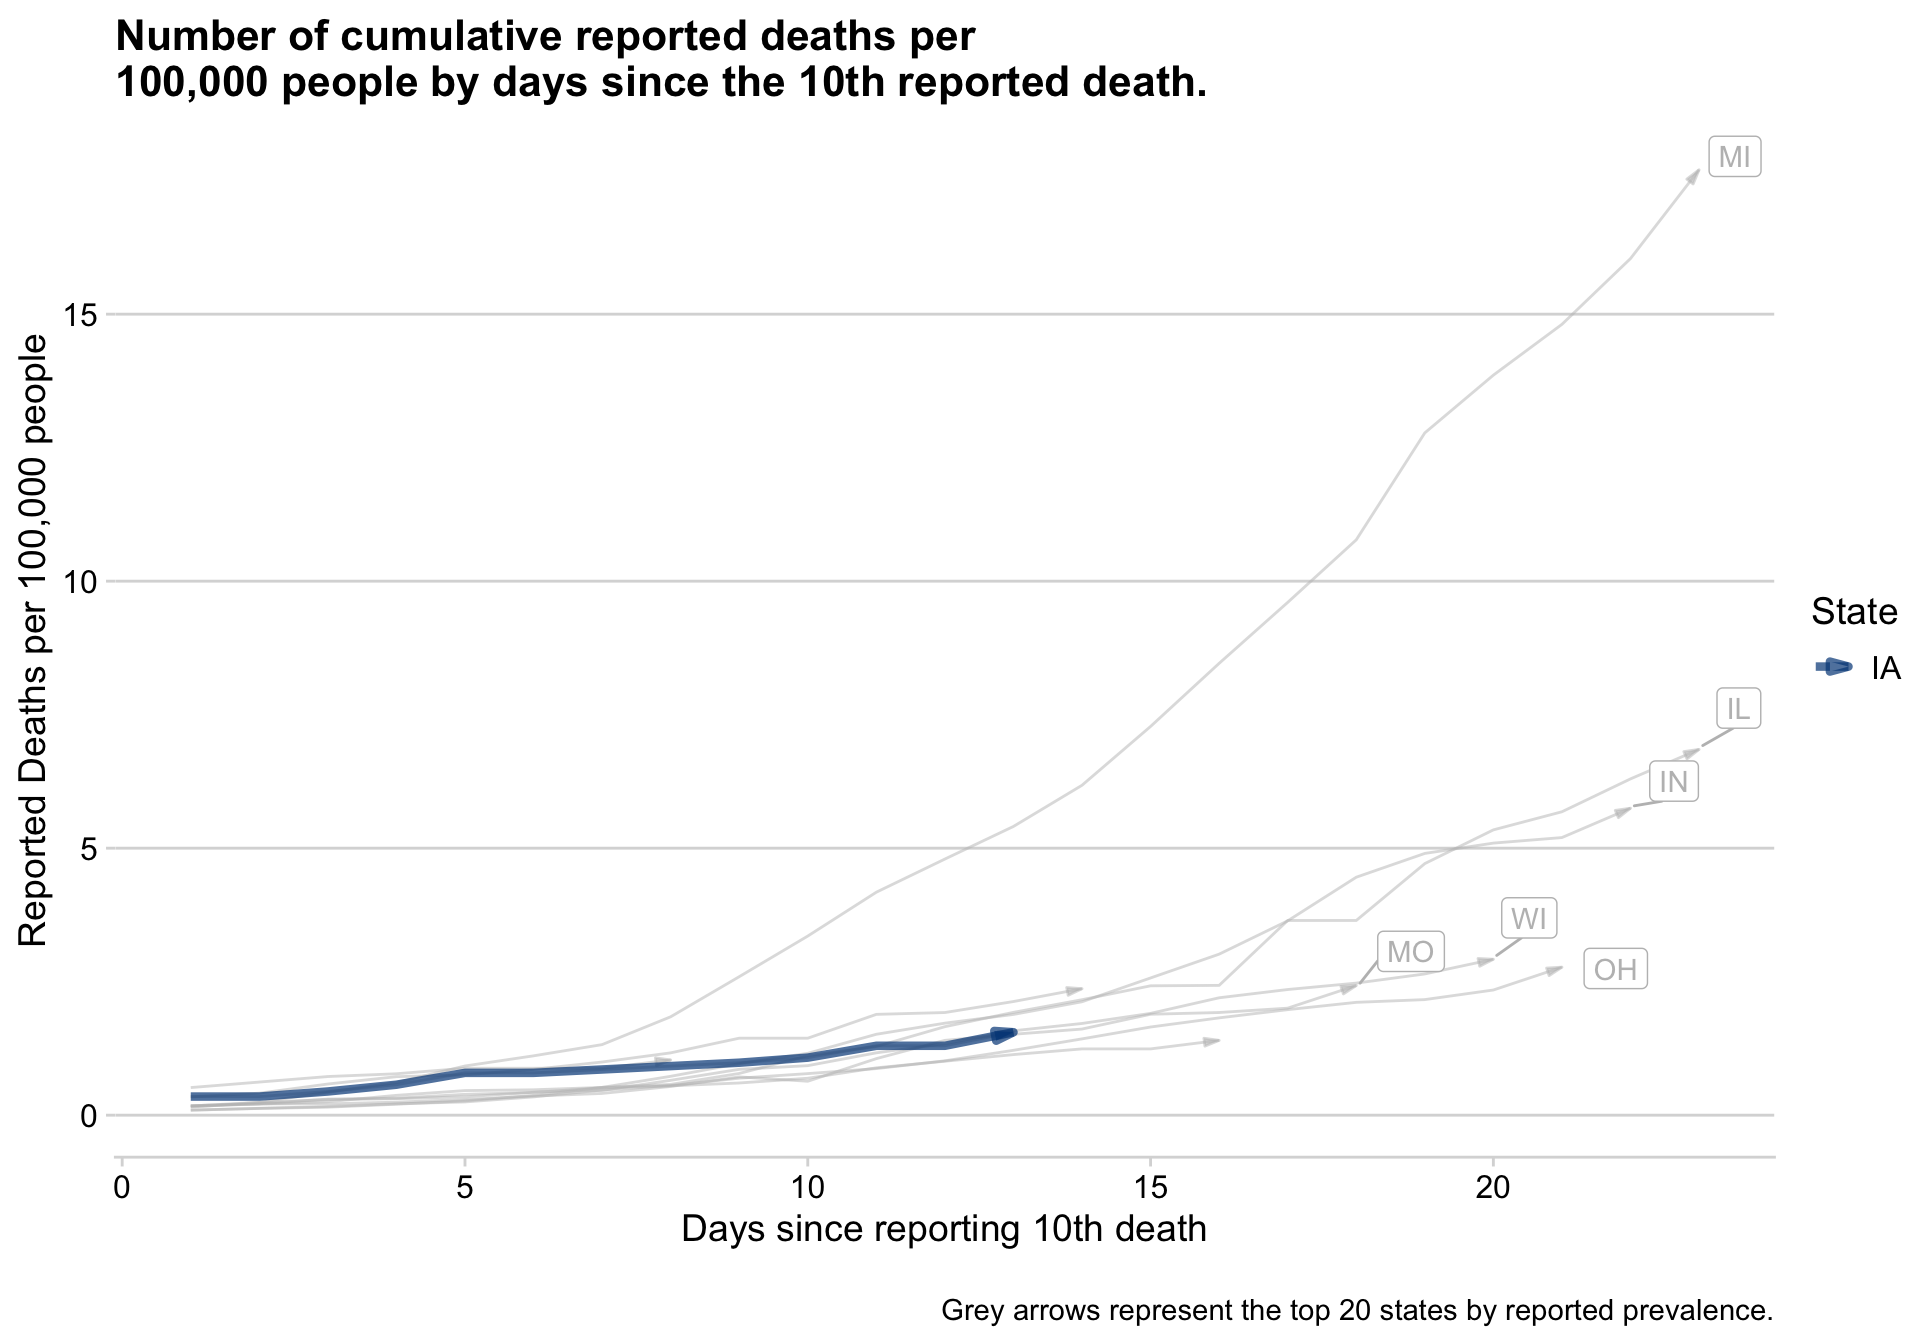 Number of cumulative reported deaths per
100,000 people by days since the 10th reported death.
Reported Deaths per 100,000 people
15
10
5
0
MI
IL
IN
WI
MO
OH
State
IA
0
5
10
15
20
Days since reporting 10th death
Grey arrows represent the top 20 states by reported prevalence.